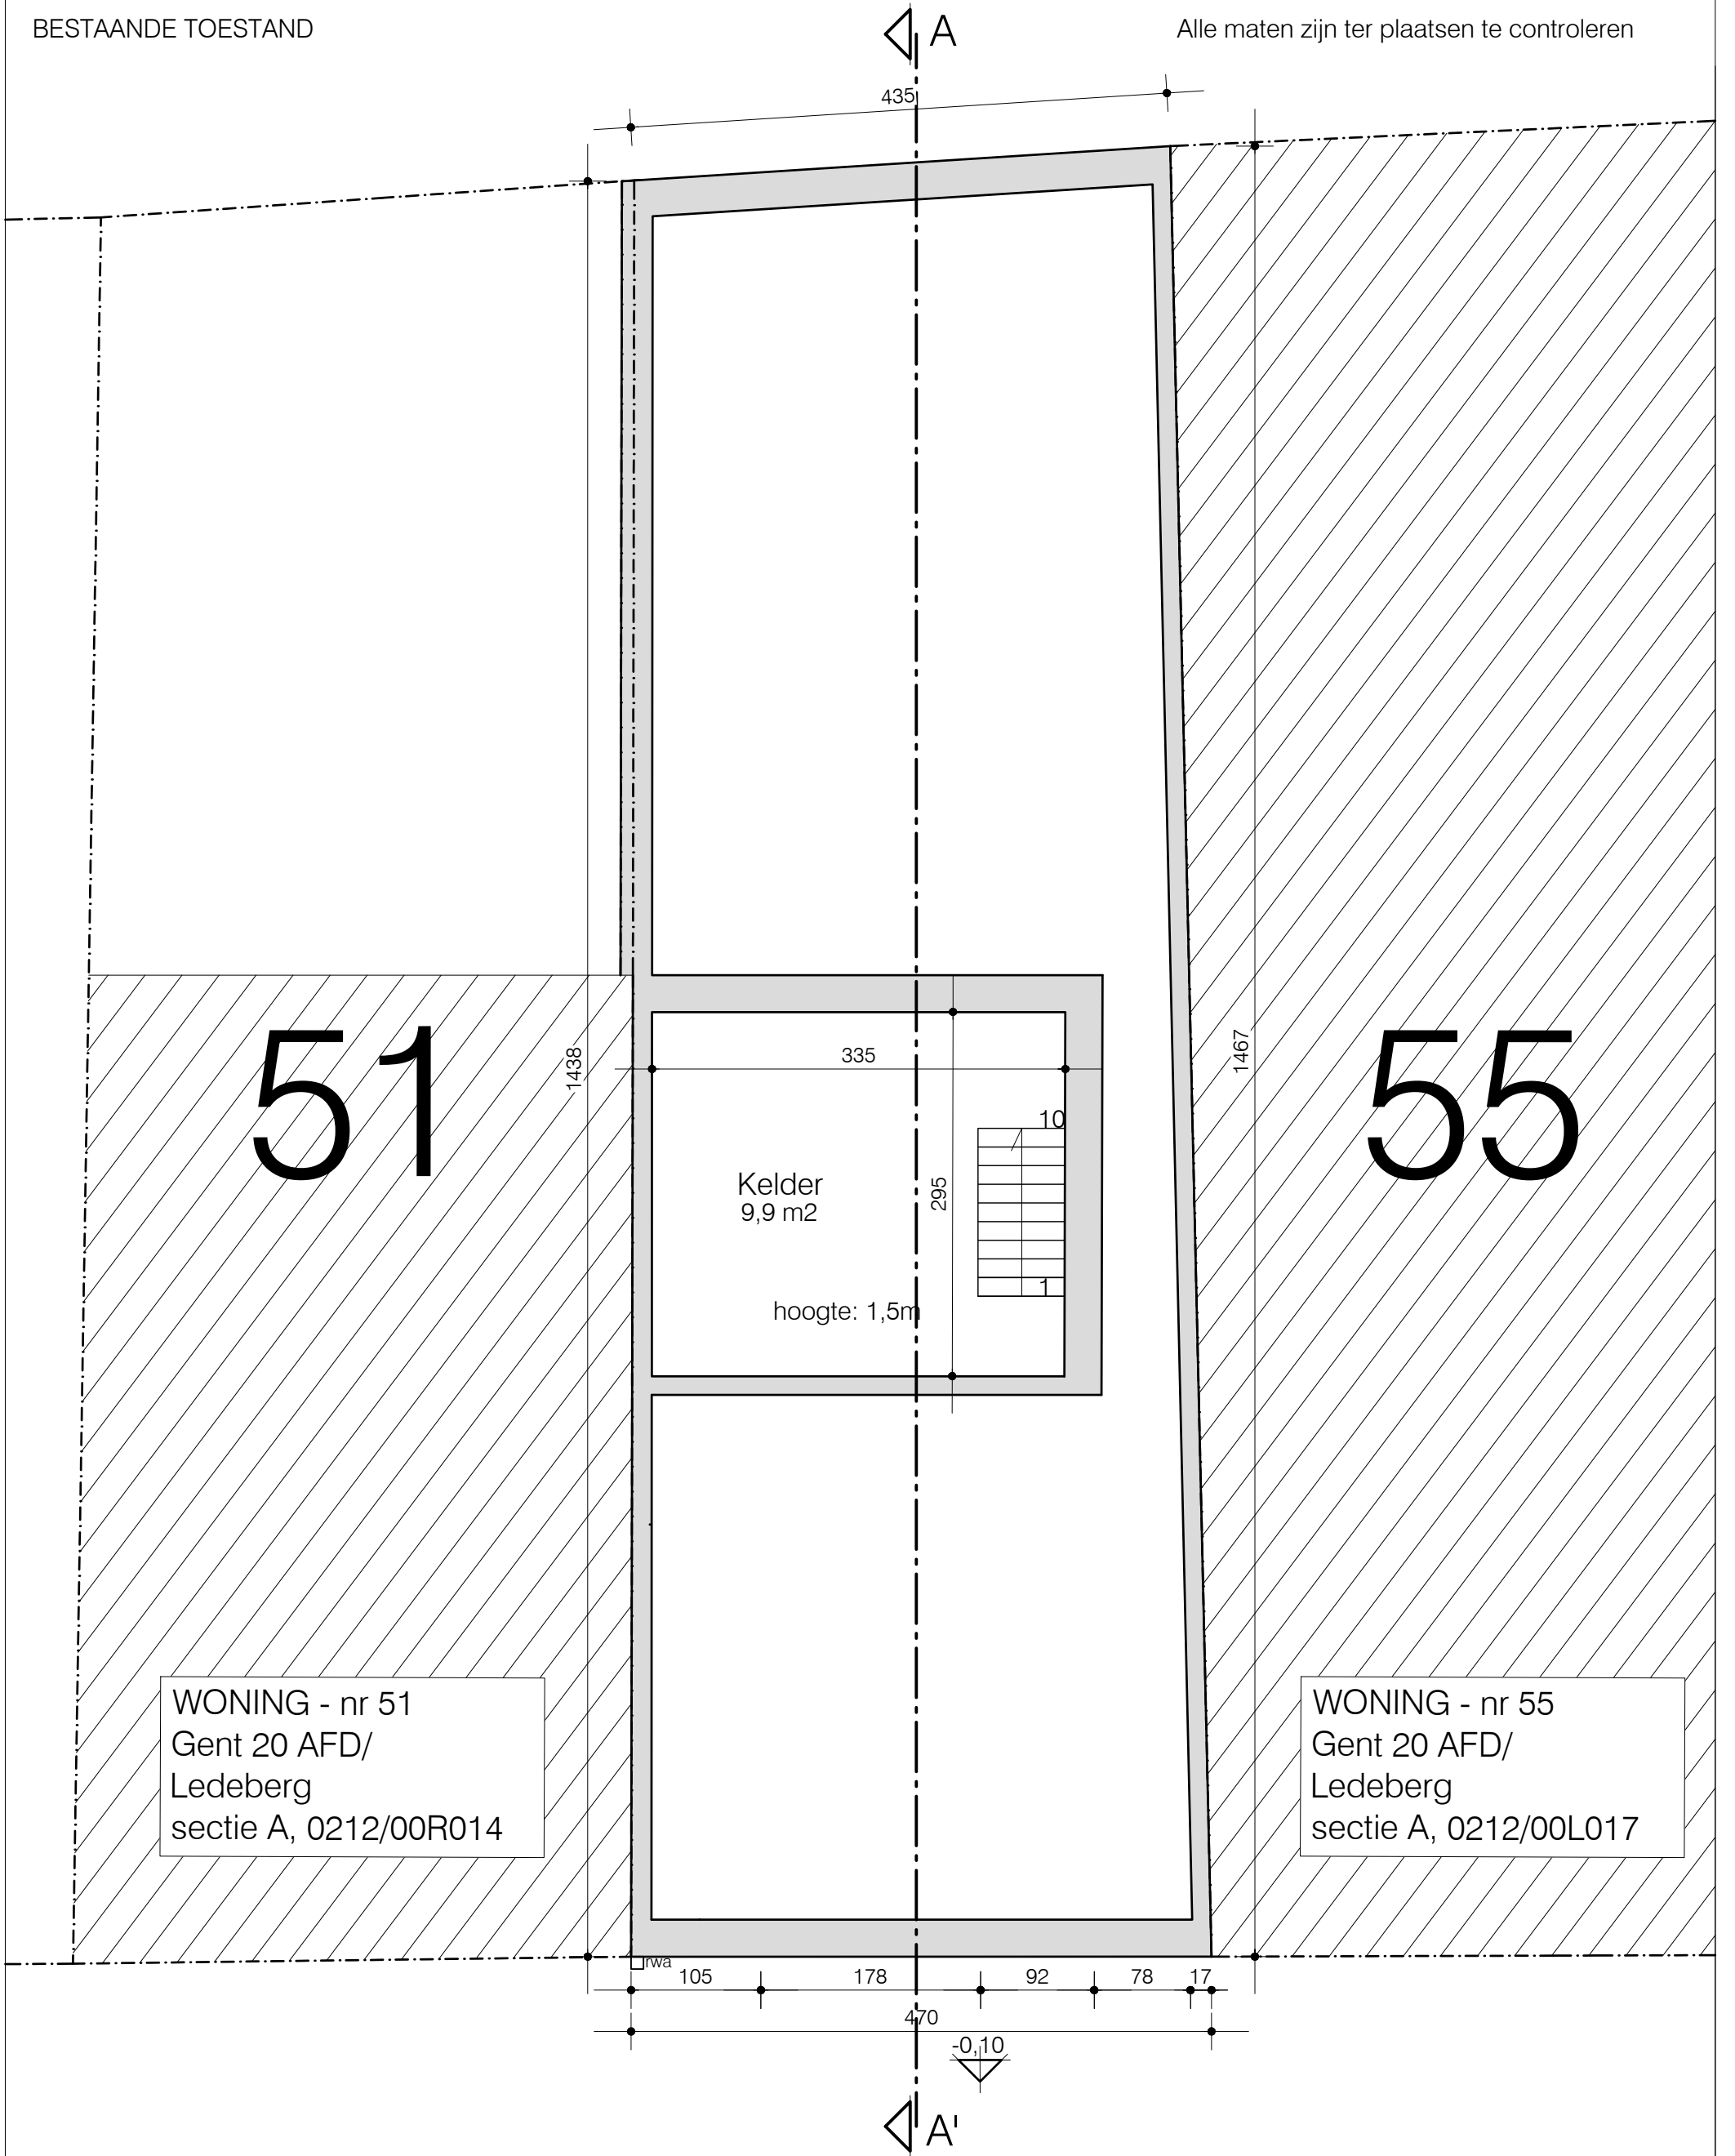 BESTAANDE TOESTAND
A
Alle maten zijn ter plaatsen te controleren
435
51
1438
335
1467
55
10
Kelder
9,9 m2
295
1
hoogte: 1,5m
WONING - nr 51
Gent 20 AFD/
Ledeberg
sectie A, 0212/00R014
WONING - nr 55
Gent 20 AFD/
Ledeberg
sectie A, 0212/00L017
rwa
105
178
92
78
17
470
-0,10
A'